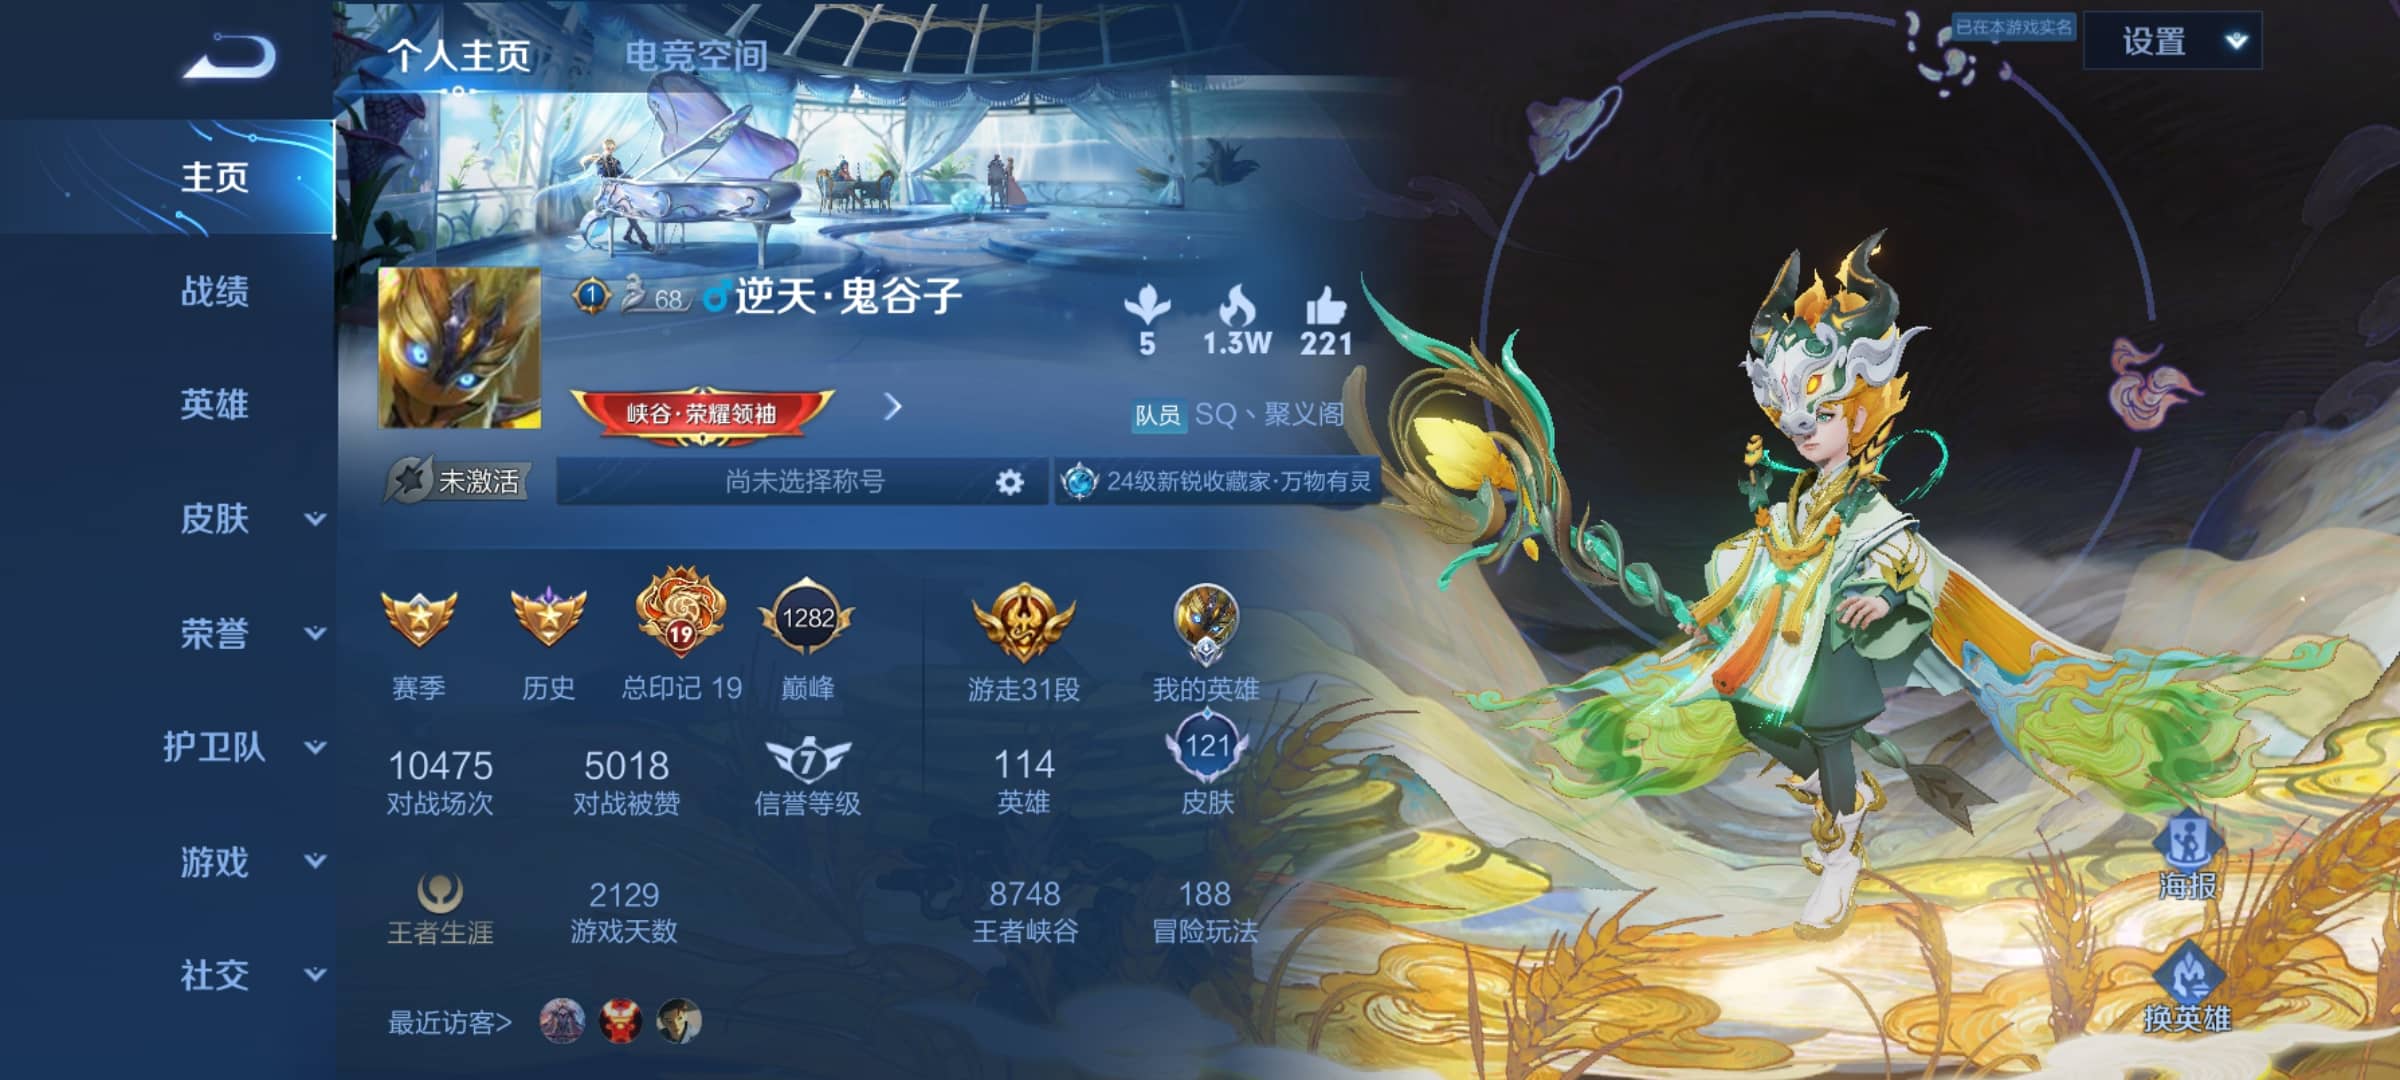 个人主页
电竞空间
已在本游戏实名
设置
主页
战绩
英雄
皮肤
荣誉
护卫队
游戏
社交
1
68
逆天·鬼谷子
5
1.3W
221
峡谷·荣耀领袖
队员
SQ丶聚义阁
未激活
尚未选择称号
24级新锐收藏家·万物有灵
19
1282
赛季
历史
总印记 19
巅峰
游走31段
我的英雄
10475
对战场次
5018
对战被赞
7
信誉等级
114
英雄
121
皮肤
王者生涯
2129
游戏天数
8748
王者峡谷
188
冒险玩法
最近访客>
海报
换英雄